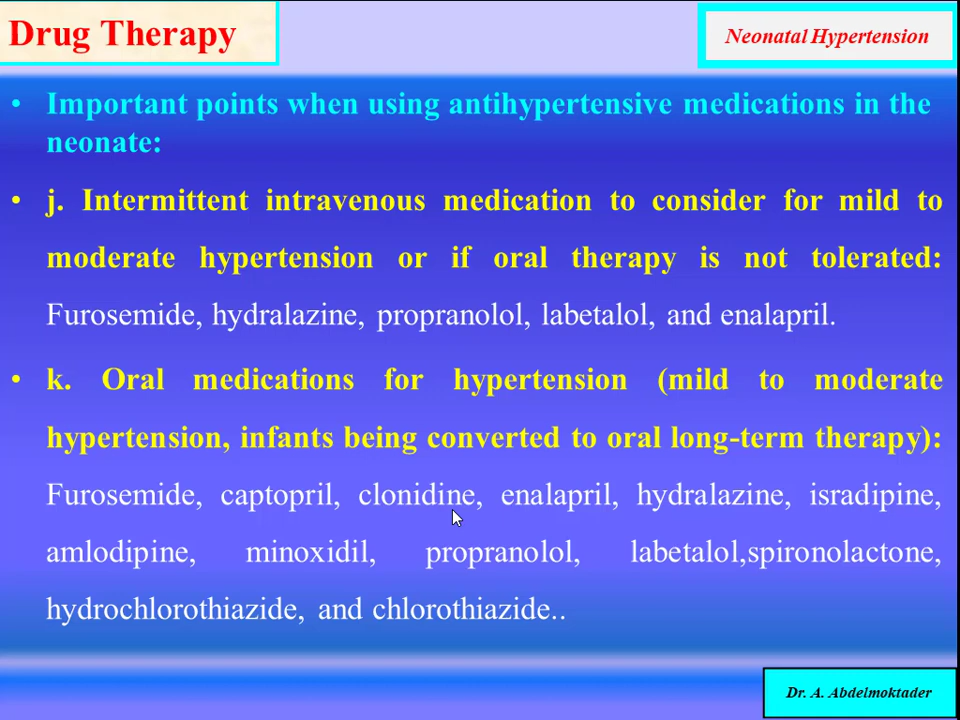 Drug Therapy
Neonatal Hypertension
• Important points when using antihypertensive medications in the
neonate:
• j. Intermittent intravenous medication to consider for mild to
moderate hypertension or if oral therapy is not tolerated:
Furosemide, hydralazine, propranolol, labetalol, and enalapril.
• k. Oral medications for hypertension (mild to moderate
hypertension, infants being converted to oral long-term therapy):
Furosemide, captopril, clonidine, enalapril, hydralazine, isradipine,
amlodipine, minoxidil, propranolol, labetalol,spironolactone,
hydrochlorothiazide, and chlorothiazide..
Dr. A. Abdelmoktader